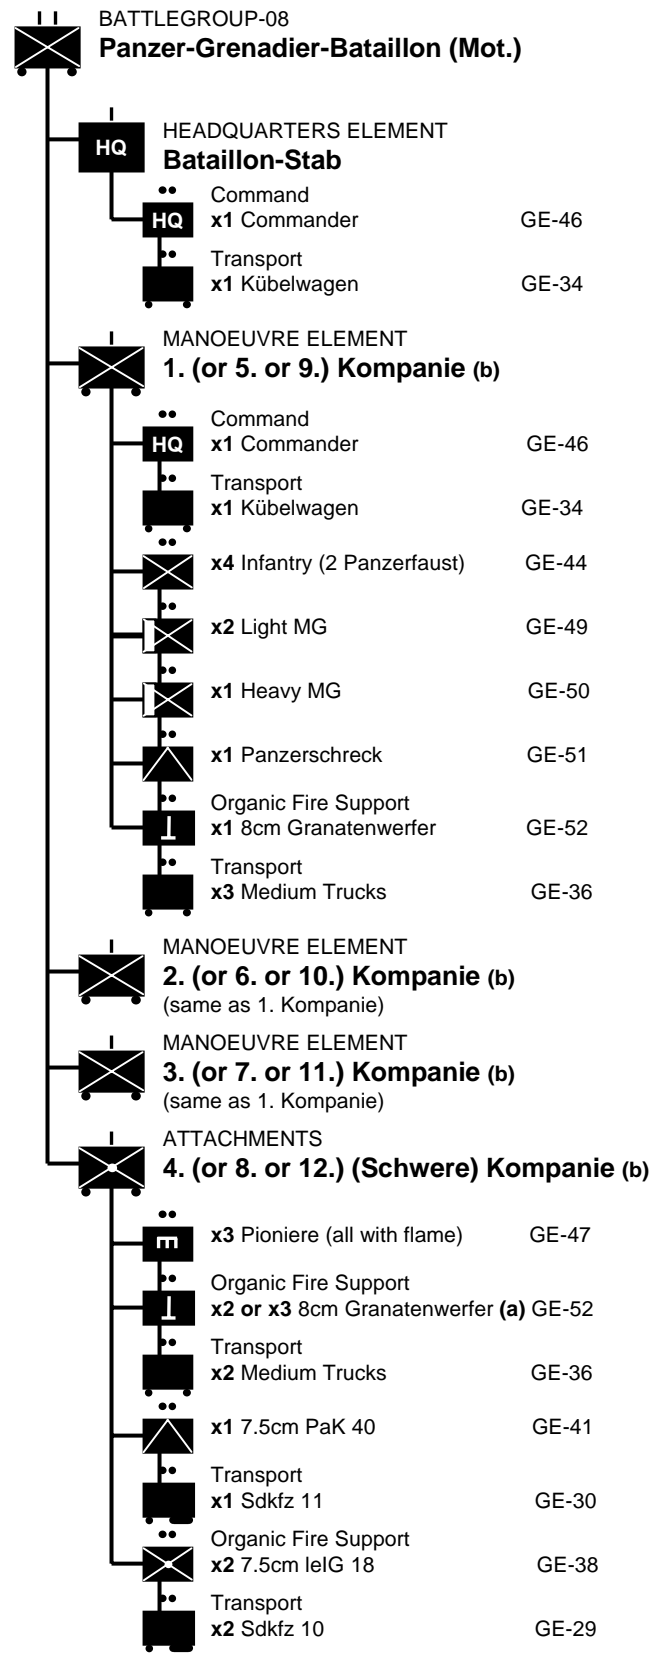 BATTLEGROUP-08
Panzer-Grenadier-Bataillon (Mot.)
HQ
HEADQUARTERS ELEMENT
Bataillon-Stab
Command
HQ x1 Commander GE-46
Transport
x1 Kübelwagen GE-34
MANOEUVRE ELEMENT
1. (or 5. or 9.) Kompanie (b)
Command
HQ x1 Commander GE-46
Transport
x1 Kübelwagen GE-34
x4 Infantry (2 Panzerfaust) GE-44
x2 Light MG GE-49
x1 Heavy MG GE-50
x1 Panzerschreck GE-51
Organic Fire Support
x1 8cm Granatenwerfer GE-52
Transport
x3 Medium Trucks GE-36
MANOEUVRE ELEMENT
2. (or 6. or 10.) Kompanie (b)
(same as 1. Kompanie)
MANOEUVRE ELEMENT
3. (or 7. or 11.) Kompanie (b)
(same as 1. Kompanie)
ATTACHMENTS
4. (or 8. or 12.) (Schwere) Kompanie (b)
x3 Pioniere (all with flame) GE-47
Organic Fire Support
x2 or x3 8cm Granatenwerfer (a) GE-52
Transport
x2 Medium Trucks GE-36
x1 7.5cm PaK 40 GE-41
Transport
x1 Sdkfz 11 GE-30
Organic Fire Support
x2 7.5cm leIG 18 GE-38
Transport
x2 Sdkfz 10 GE-29